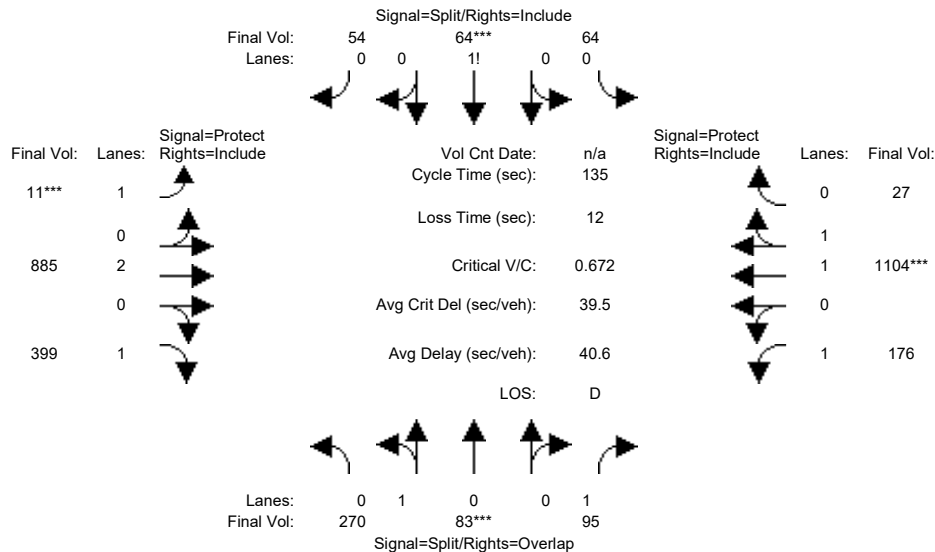 Signal=Split/Rights=Include
Final Vol: 54 64*** 64
Lanes: 0 0 1! 0 0
Signal=Protect Signal=Protect
Final Vol: Lanes: Rights=Include Vol Cnt Date: n/a Rights=Include Lanes: Final Vol:
Cycle Time (sec): 135
11*** 1 0 27
Loss Time (sec): 12
0 1
885 2 Critical V/C: 0.672 1 1104***
0 Avg Crit Del (sec/veh): 39.5 0
399 1 Avg Delay (sec/veh): 40.6 1 176
LOS: D
Lanes: 0 1 0 0 1
Final Vol: 270 83*** 95
Signal=Split/Rights=Overlap